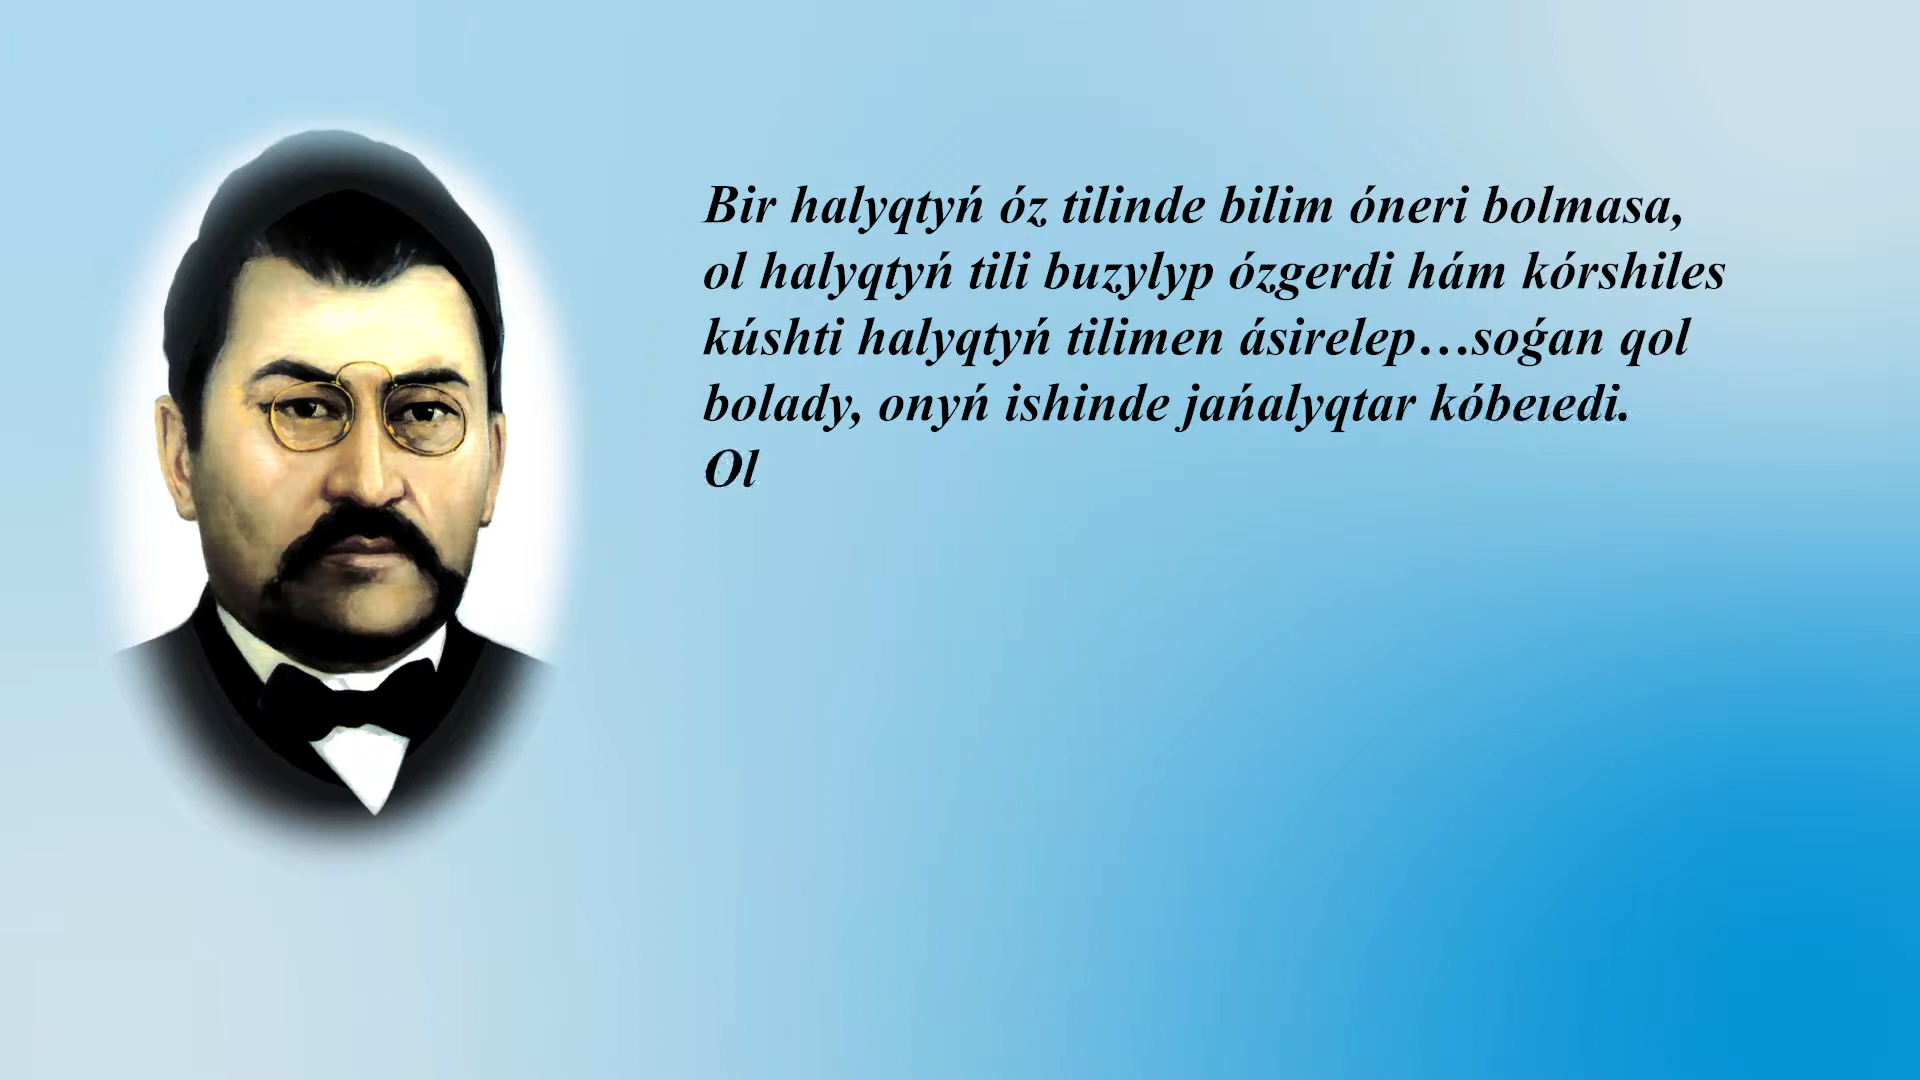 Bir halyqtyń óz tilinde bilim óneri bolmasa,
ol halyqtyń tili buzylyp ózgerdi hám kórshiles
kúshti halyqtyń tilimen ásirelep…soǵan qol
bolady, onyń ishinde jańalyqtar kóbeıedi.
Ol